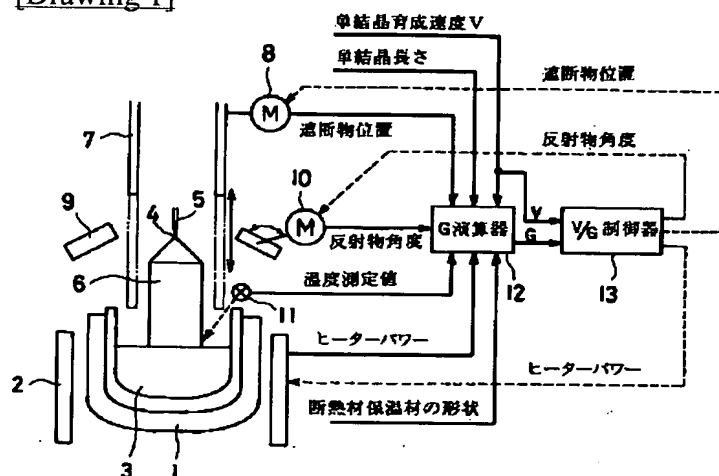 [Drawing 1]
単結晶育成速度 V
単結晶長さ
8
M
遮断物位置
遮断物位置
7
反射物角度
10
M
9
4
5
反射物角度
G演算器
12
V
G
V/G 制御器
13
6
温度測定値
11
ヒーターパワー
ヒーターパワー
2
断熱材保温材の形状
3
1